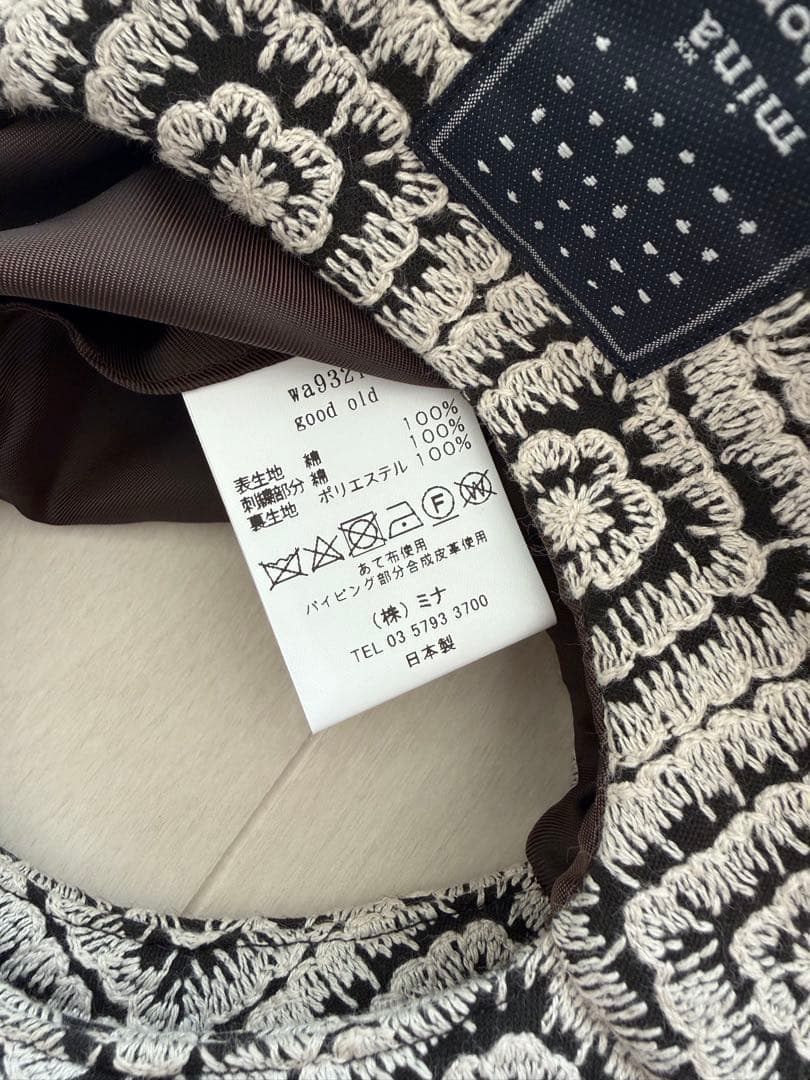 mina
wa932
good old
表生地 綿 100%
刺繍部分 綿 100%
裏生地 ポリエステル 100%
F W
あて布使用
パイピング部分合成皮革使用
(株)ミナ
TEL 03 5793 3700
日本製